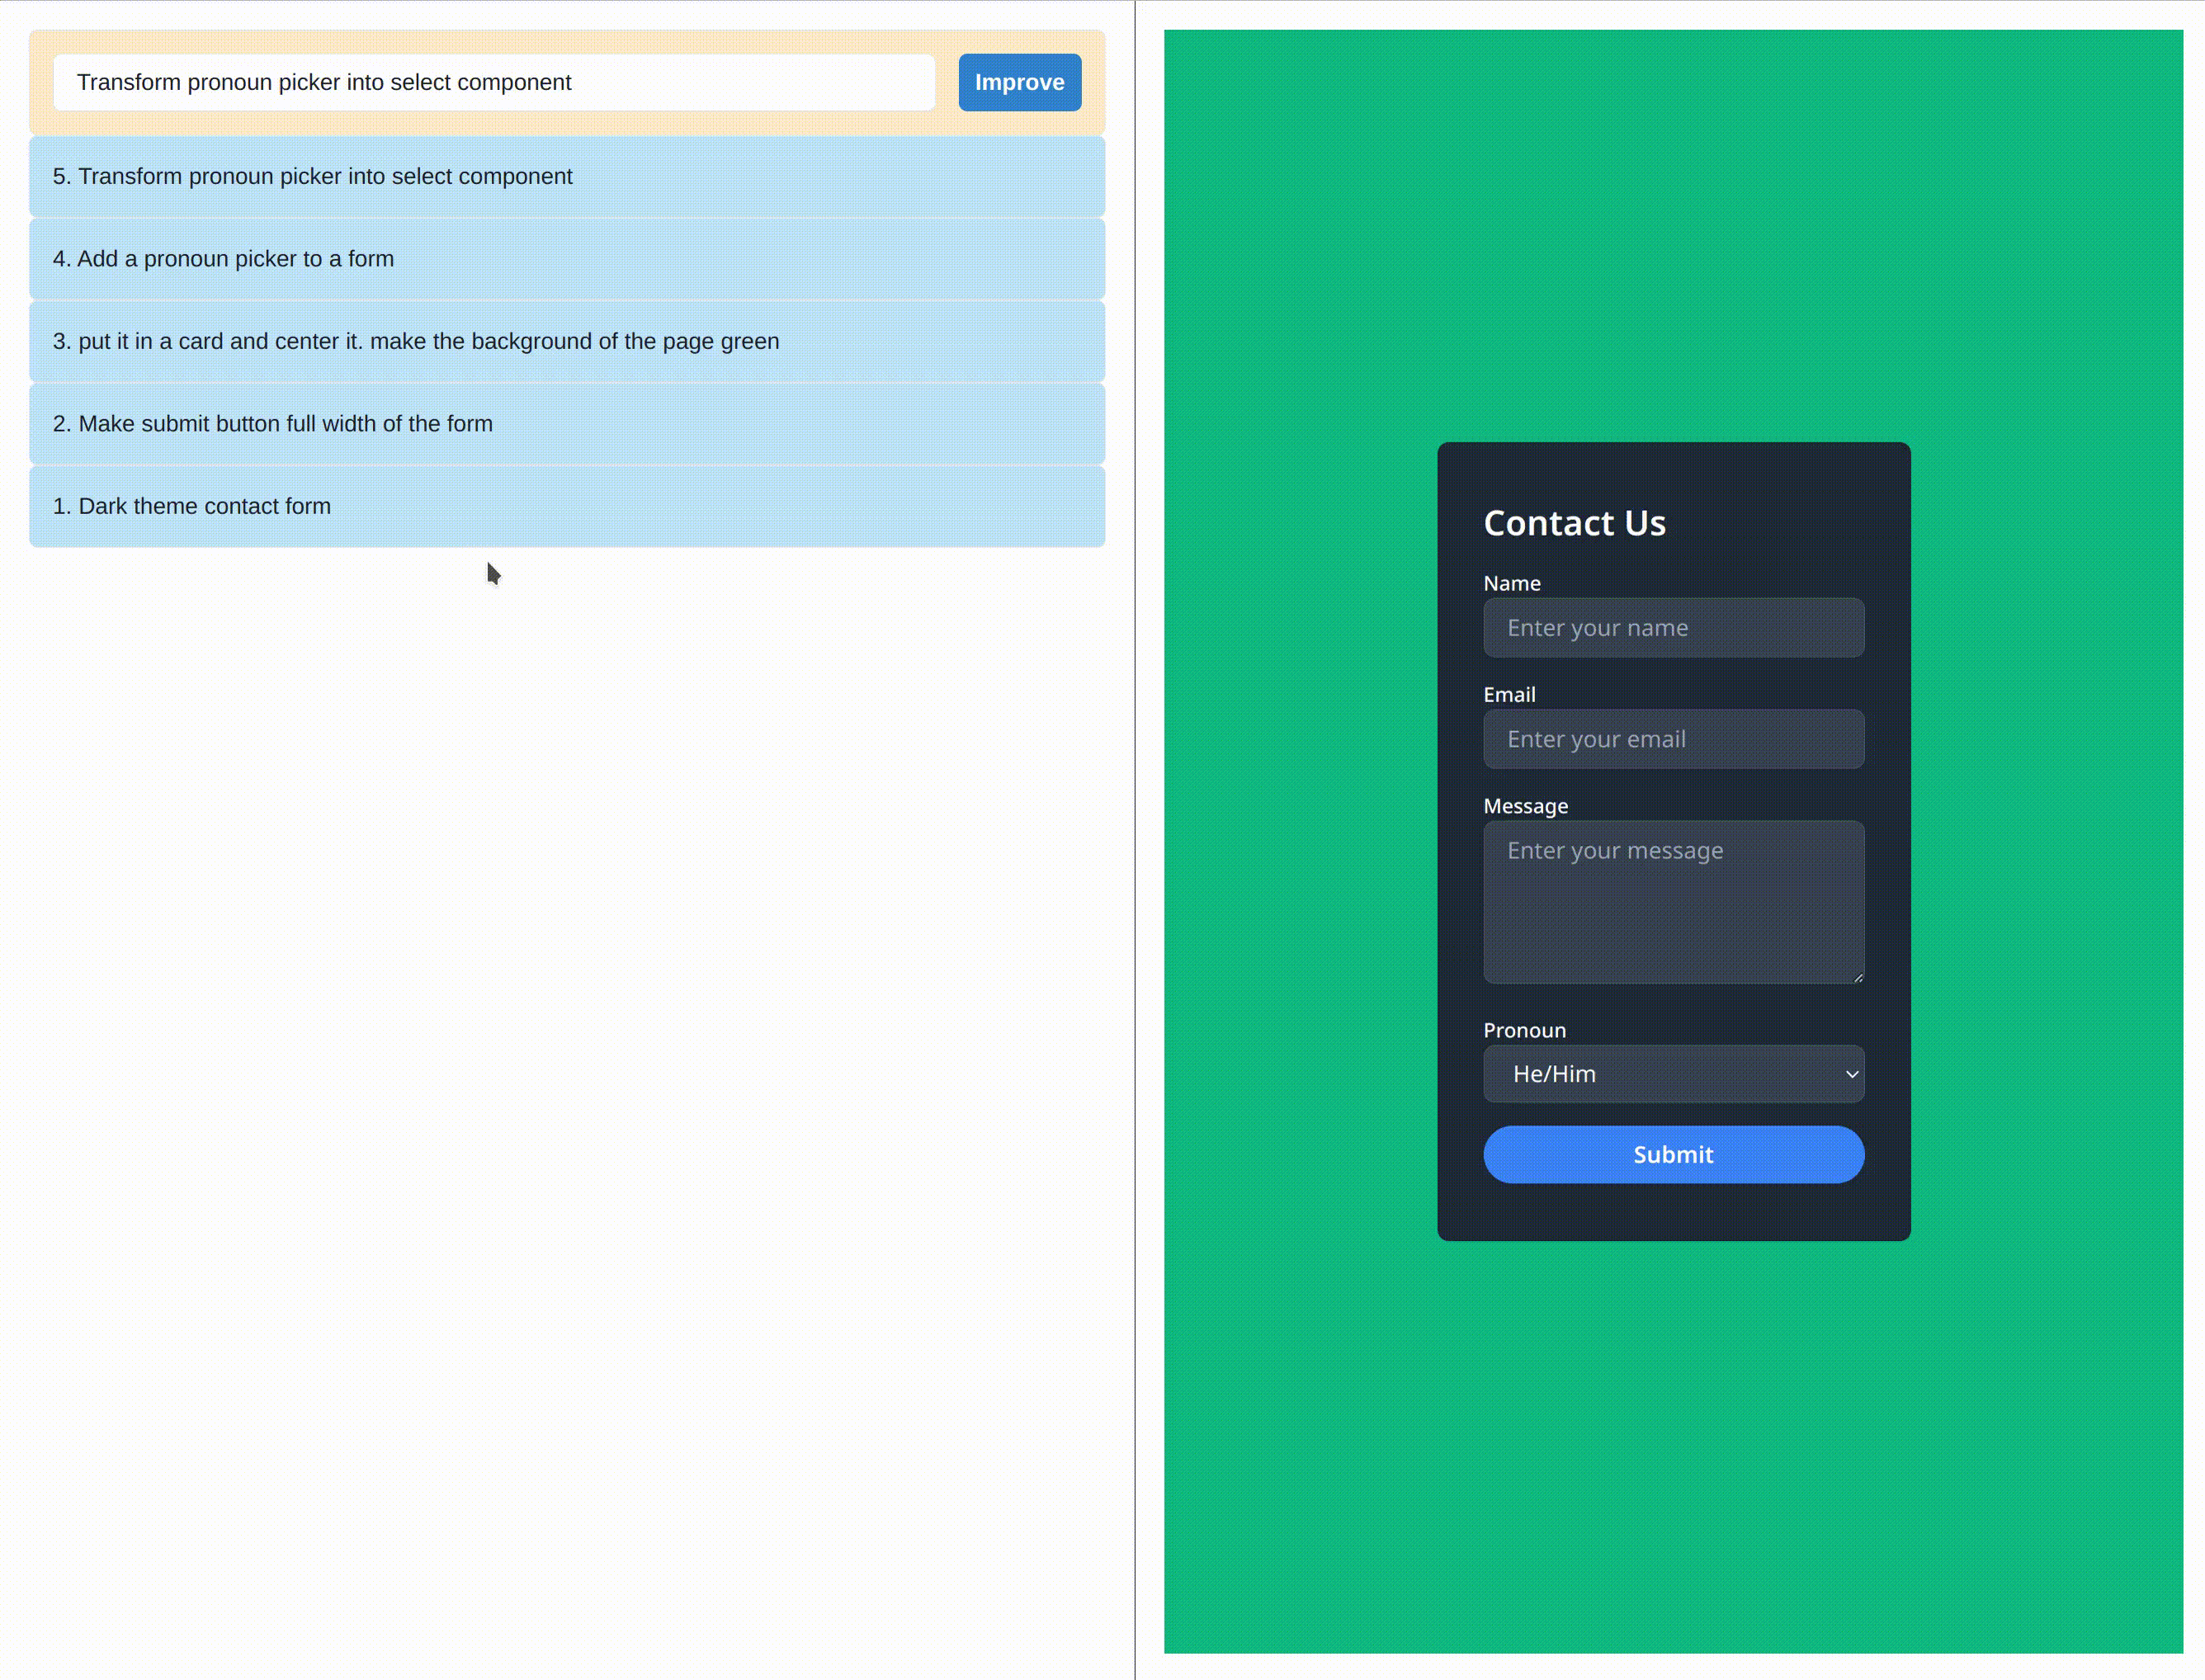 Transform pronoun picker into select component
Improve
5. Transform pronoun picker into select component
4. Add a pronoun picker to a form
3. put it in a card and center it. make the background of the page green
2. Make submit button full width of the form
1. Dark theme contact form
Contact Us
Name
Enter your name
Email
Enter your email
Message
Enter your message
Pronoun
He/Him
Submit